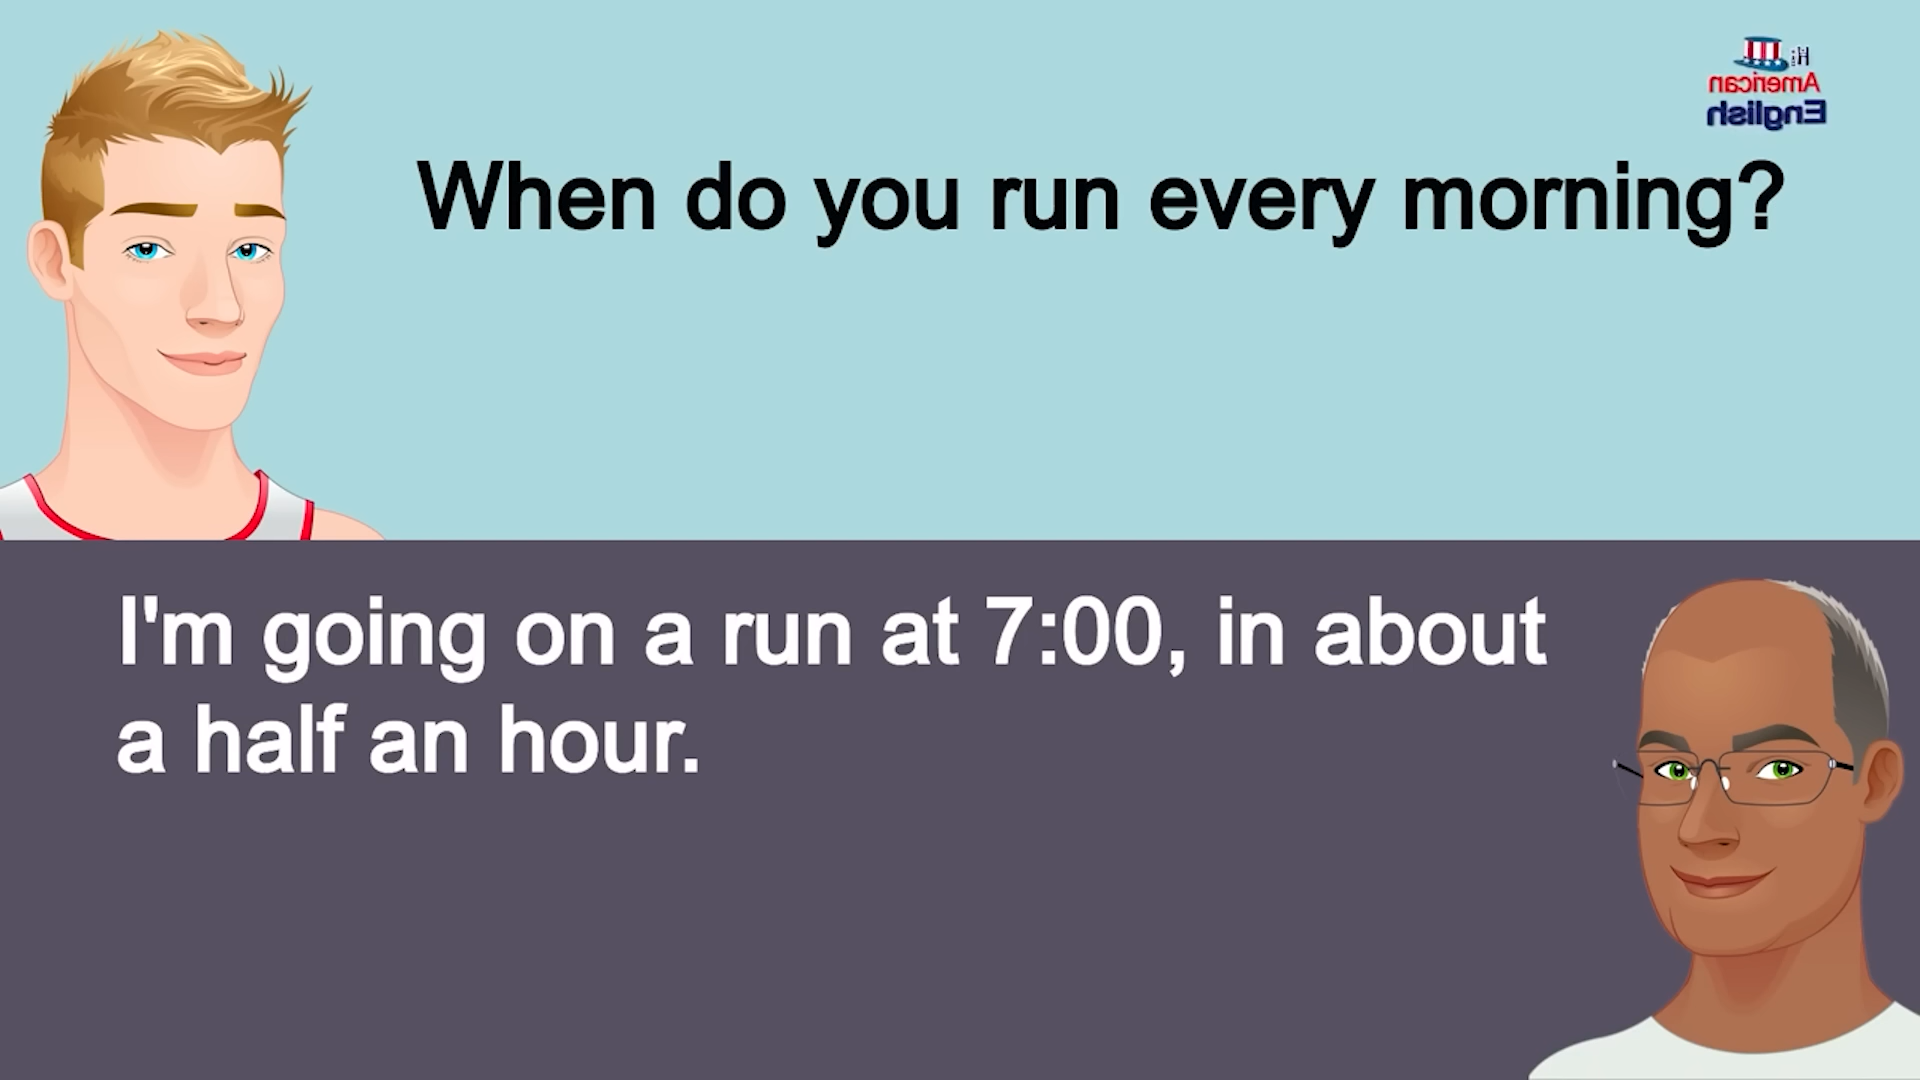 American
English
When do you run every morning?
I'm going on a run at 7:00, in about
a half an hour.